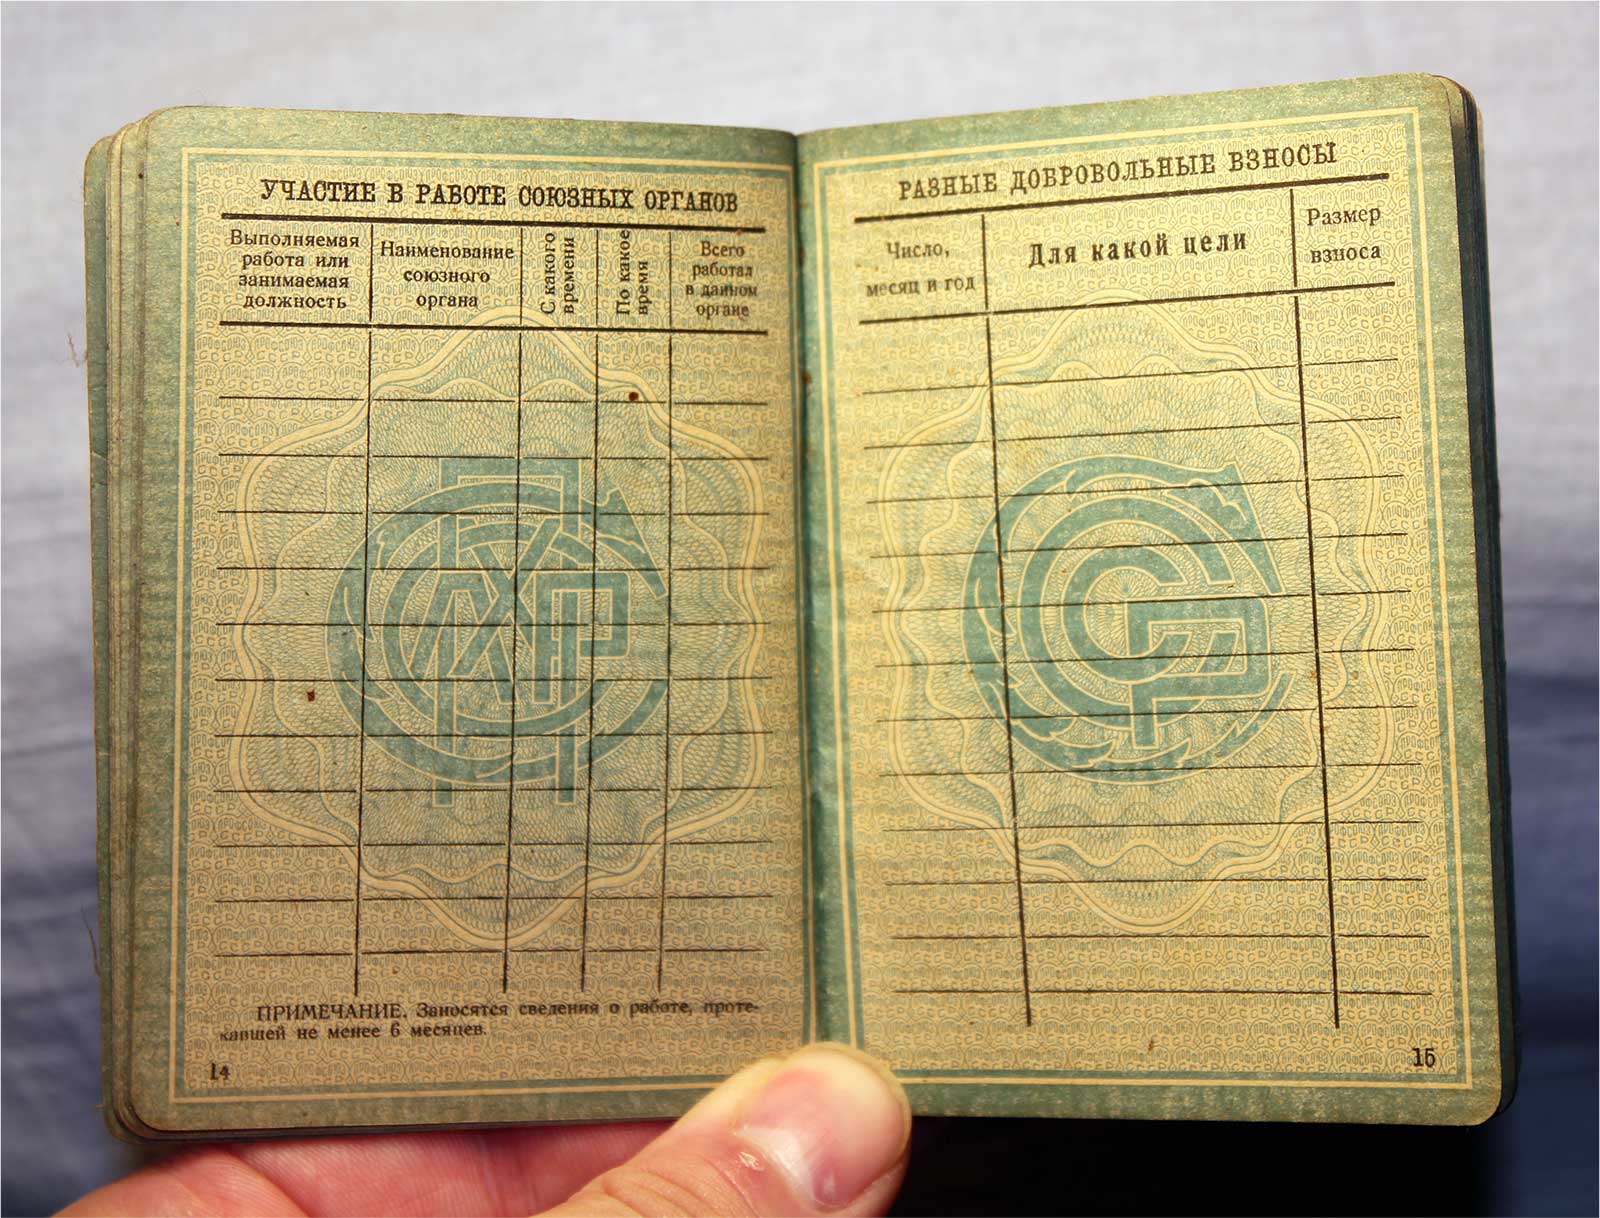 УЧАСТИЕ В РАБОТЕ СОЮЗНЫХ ОРГАНОВ
Выполняемая
работа или
занимаемая
должность
Наименование
союзного
органа
С какого
времени
По какое
время
Всего
работал
в данном
органе
ПРИМЕЧАНИЕ. Заносятся сведения о работе, проте-
кавшей не менее 6 месяцев.
14
РАЗНЫЕ ДОБРОВОЛЬНЫЕ ВЗНОСЫ
Число,
месяц и год
Для какой цели
Размер
взноса
15